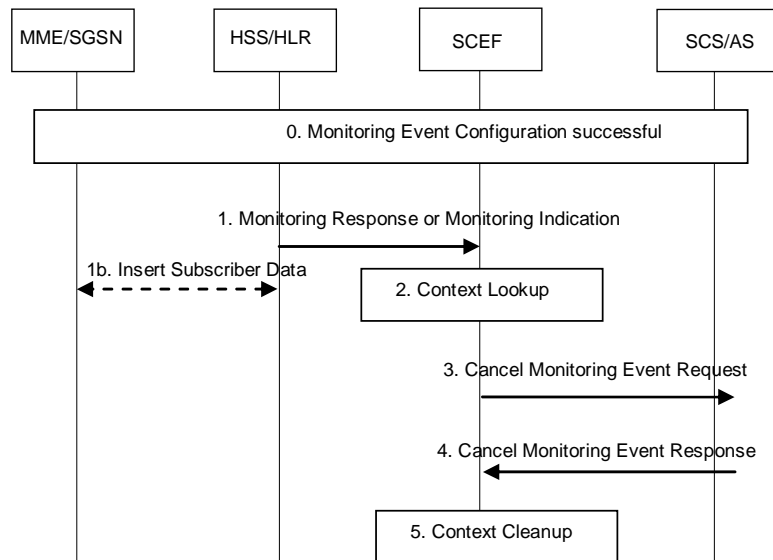 MME/SGSN
HSS/HLR
SCEF
SCS/AS
0. Monitoring Event Configuration successful
1. Monitoring Response or Monitoring Indication
1b. Insert Subscriber Data
2. Context Lookup
3. Cancel Monitoring Event Request
4. Cancel Monitoring Event Response
5. Context Cleanup